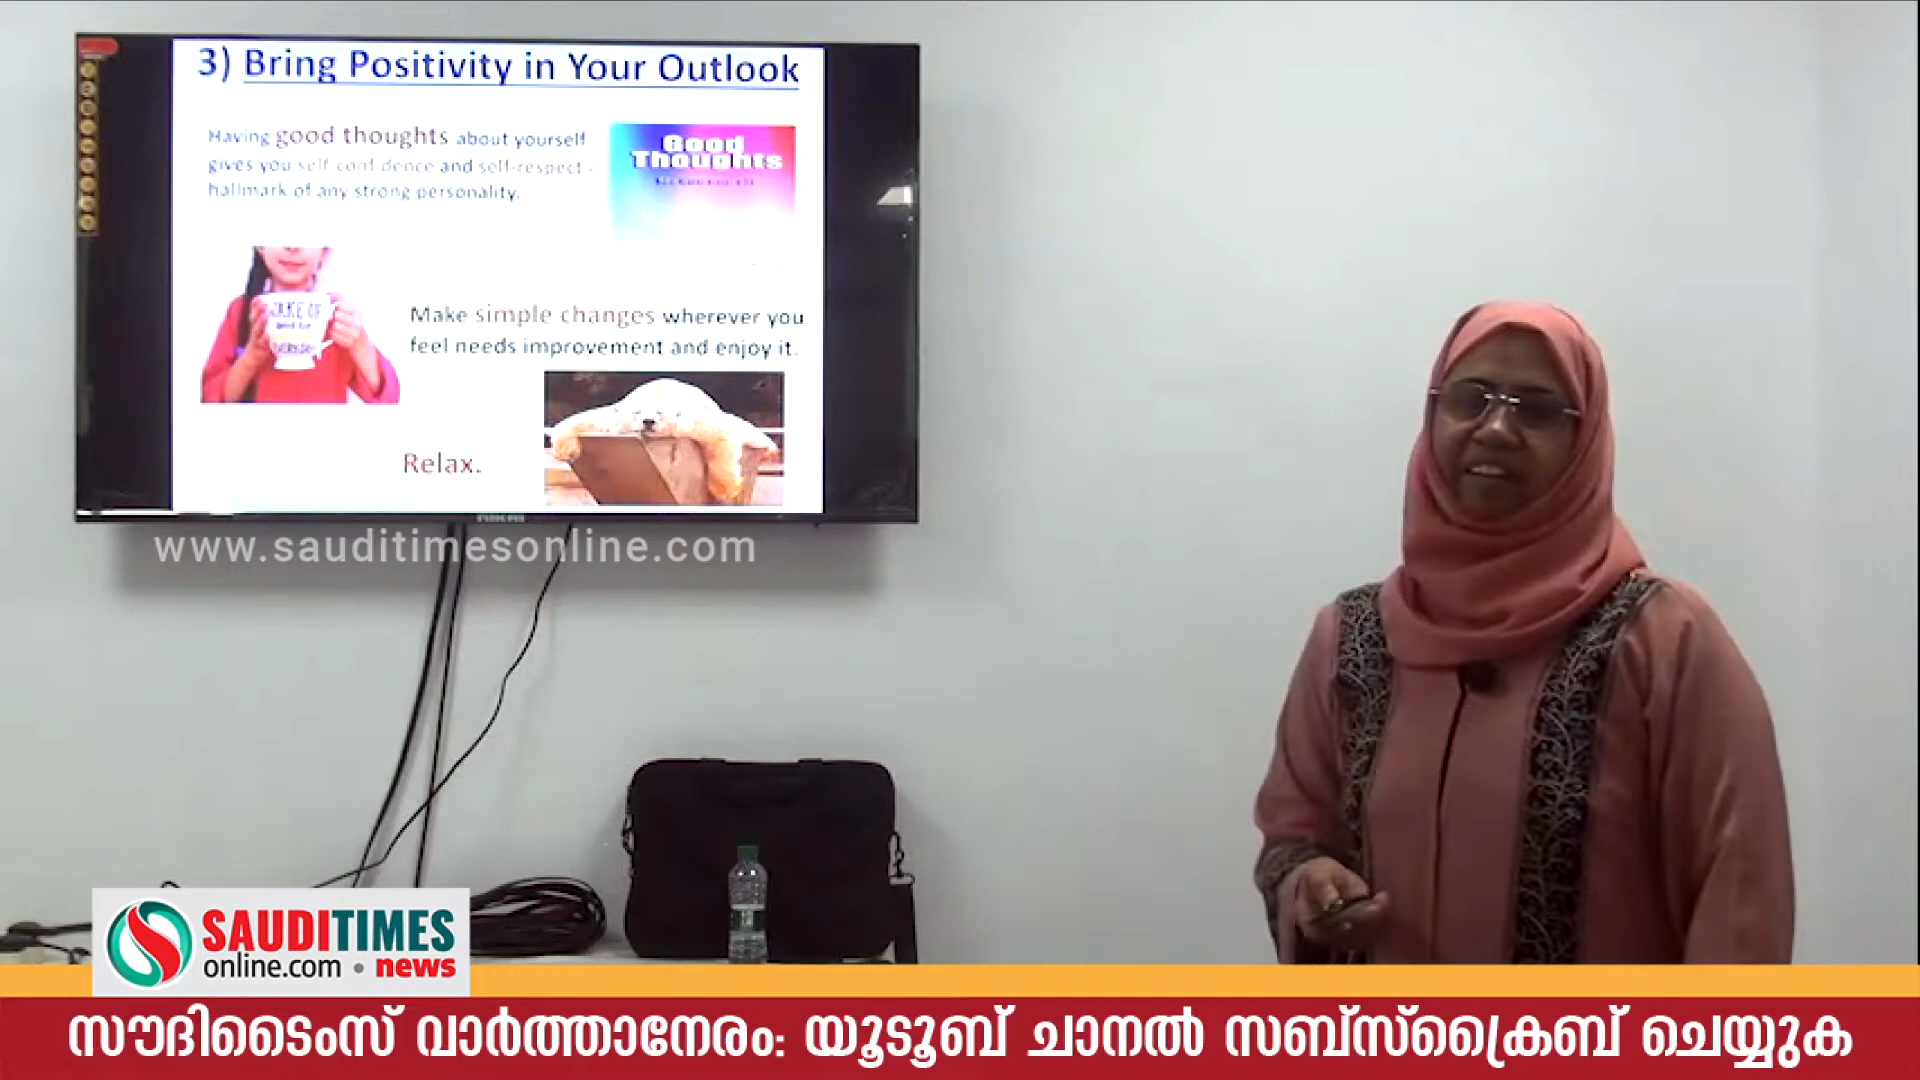 3) Bring Positivity in Your Outlook
Having good thoughts about yourself
gives you self confidence and self-respect -
hallmark of any strong personality.
Good
Thoughts
Make simple changes wherever you
feel needs improvement and enjoy it.
Relax.
www.sauditimesonline.com
SAUDITIMES
online.com • news
സൗദിടൈംസ് വാർത്താനേരം: യൂടൂബ് ചാനൽ സബ്സ്ക്രൈബ് ചെയ്യുക